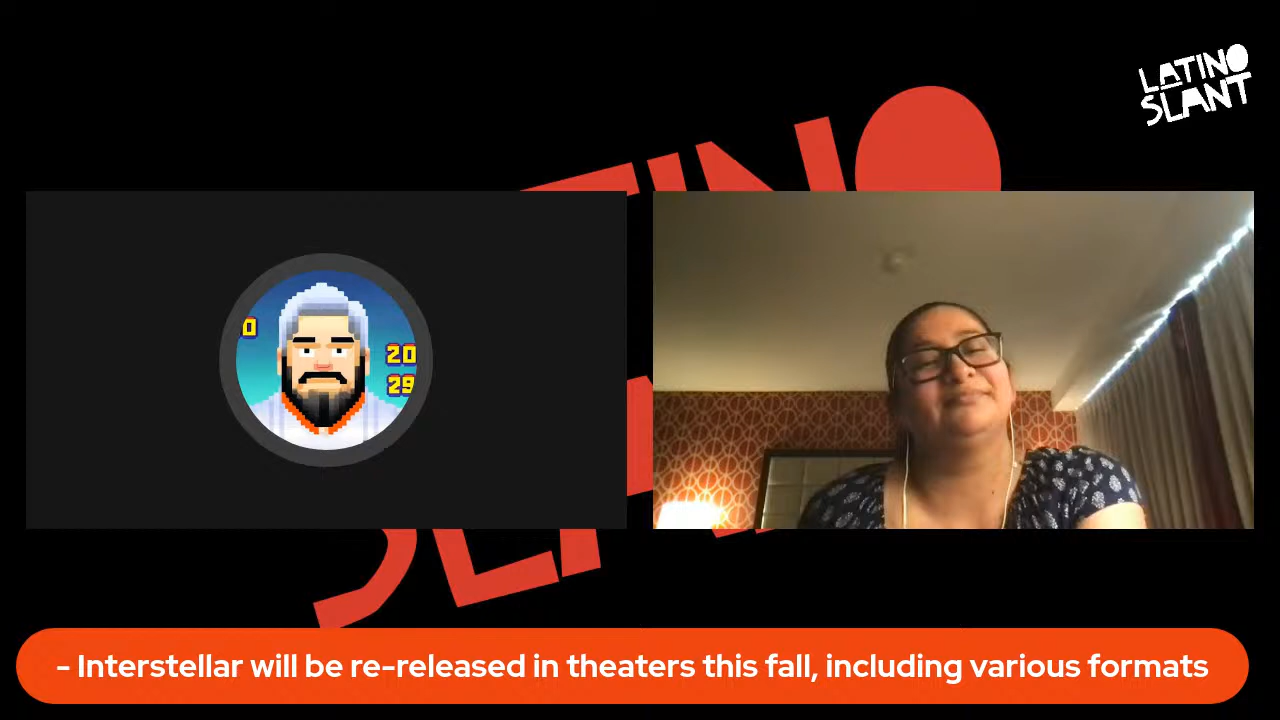 LATINO
SLANT
0
20
29
- Interstellar will be re-released in theaters this fall, including various formats